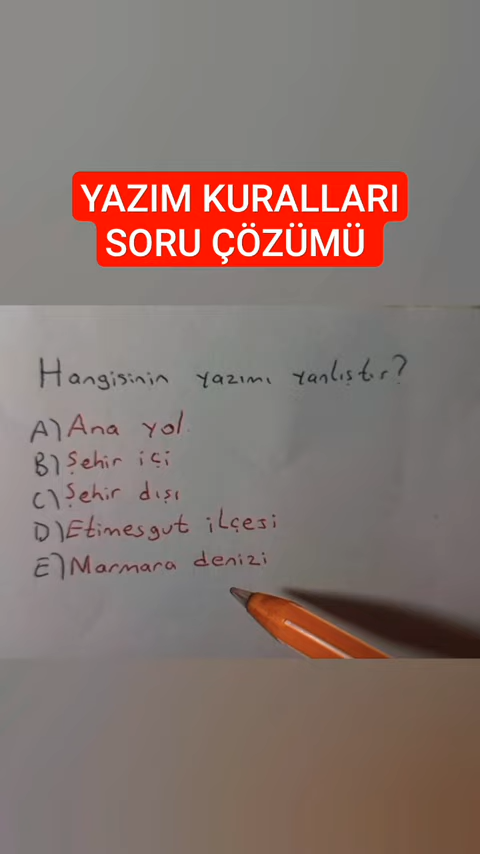 YAZIM KURALLARI
SORU ÇÖZÜMÜ
Hangisinin yazımı yanlıştır?
A) Ana yol
B) Şehir içi
C) Şehir dışı
D) Etimesgut ilçesi
E) Marmara denizi